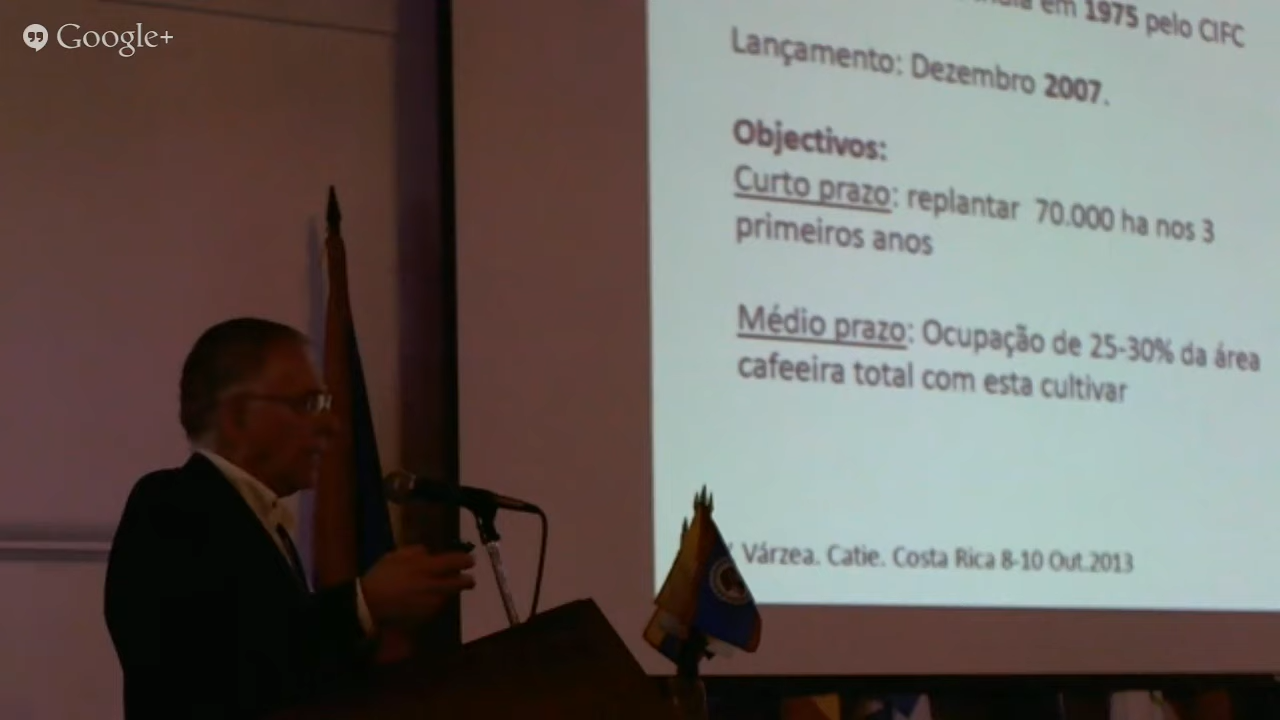 Google+
em 1975 pelo CIFC
Lançamento: Dezembro 2007.
Objectivos:
Curto prazo: replantar 70.000 ha nos 3
primeiros anos
Médio prazo: Ocupação de 25-30% da área
cafeeira total com esta cultivar
Várzea. Catie. Costa Rica 8-10 Out.2013